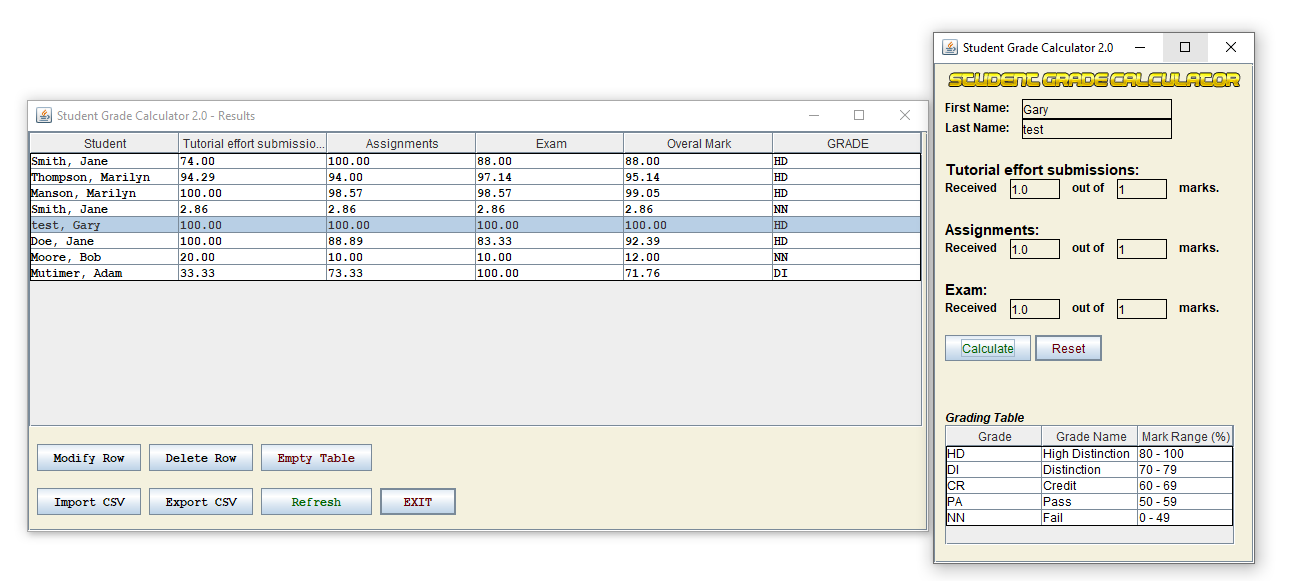 Student Grade Calculator 2.0 - Results
Student Tutorial effort submissio... Assignments Exam Overal Mark GRADE
Smith, Jane 74.00 100.00 88.00 88.00 HD
Thompson, Marilyn 94.29 94.00 97.14 95.14 HD
Manson, Marilyn 100.00 98.57 98.57 99.05 HD
Smith, Jane 2.86 2.86 2.86 2.86 NN
test, Gary 100.00 100.00 100.00 100.00 HD
Doe, Jane 100.00 88.89 83.33 92.39 HD
Moore, Bob 20.00 10.00 10.00 12.00 NN
Mutimer, Adam 33.33 73.33 100.00 71.76 DI
Modify Row Delete Row Empty Table
Import CSV Export CSV Refresh EXIT
Student Grade Calculator 2.0
STUDENT GRADE CALCULATOR
First Name: Gary
Last Name: test
Tutorial effort submissions:
Received 1.0 out of 1 marks.
Assignments:
Received 1.0 out of 1 marks.
Exam:
Received 1.0 out of 1 marks.
Calculate Reset
Grading Table
Grade Grade Name Mark Range (%)
HD High Distinction 80 - 100
DI Distinction 70 - 79
CR Credit 60 - 69
PA Pass 50 - 59
NN Fail 0 - 49